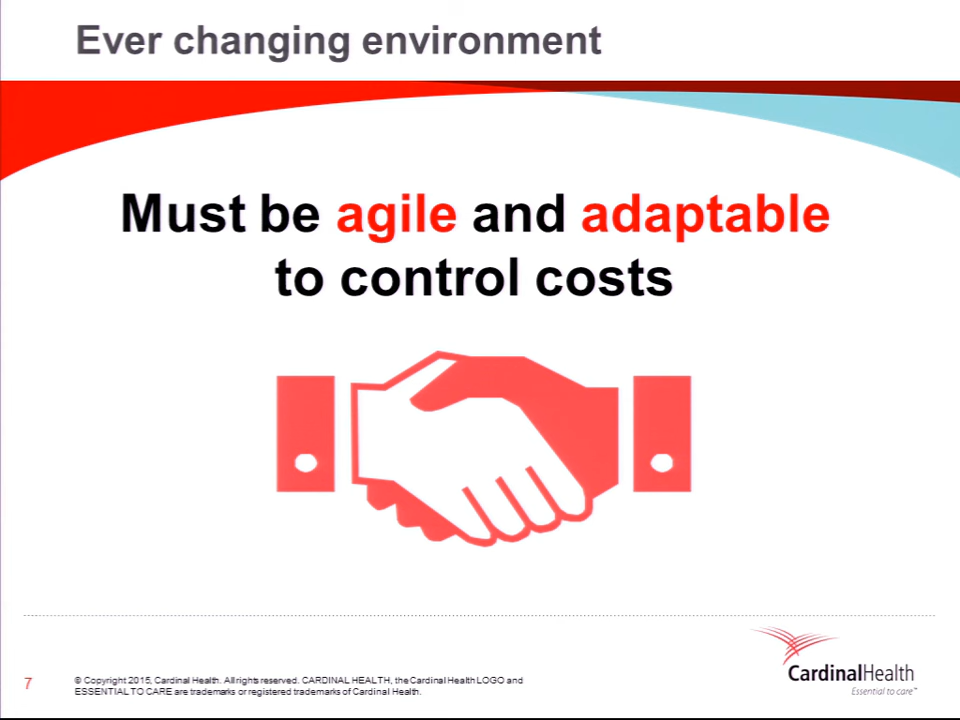 Ever changing environment
Must be agile and adaptable
to control costs
7
© Copyright 2015, Cardinal Health. All rights reserved. CARDINAL HEALTH, the Cardinal Health LOGO and
ESSENTIAL TO CARE are trademarks or registered trademarks of Cardinal Health.
CardinalHealth
Essential to care™